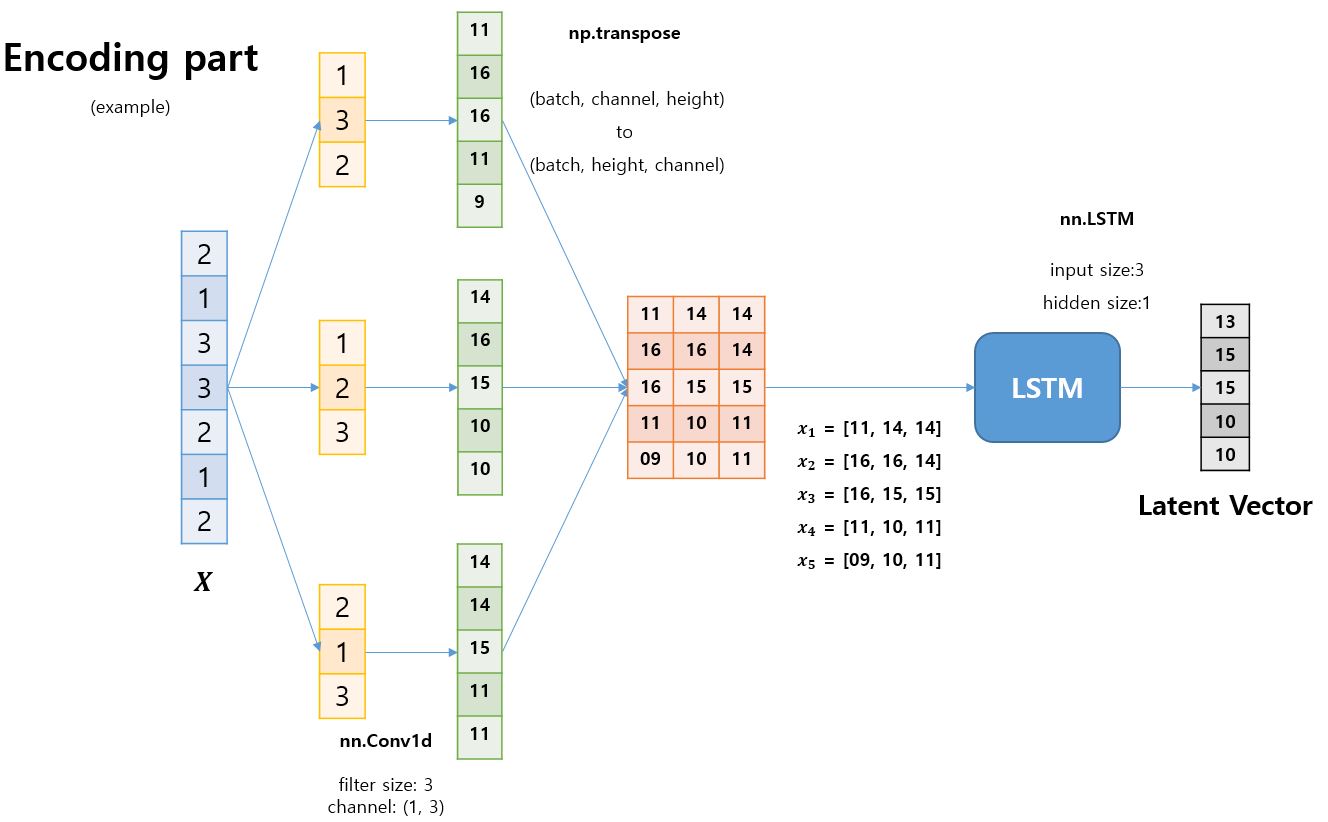 Encoding part
(example)
2
1
3
3
2
1
2
X
1
3
2
1
2
3
2
1
3
nn.Conv1d
filter size: 3
channel: (1, 3)
11
16
16
11
9
14
16
15
10
10
14
14
15
11
11
np.transpose
(batch, channel, height)
to
(batch, height, channel)
11 14 14
16 16 14
16 15 15
11 10 11
09 10 11
x₁ = [11, 14, 14]
x₂ = [16, 16, 14]
x₃ = [16, 15, 15]
x₄ = [11, 10, 11]
x₅ = [09, 10, 11]
nn.LSTM
input size:3
hidden size:1
LSTM
13
15
15
10
10
Latent Vector